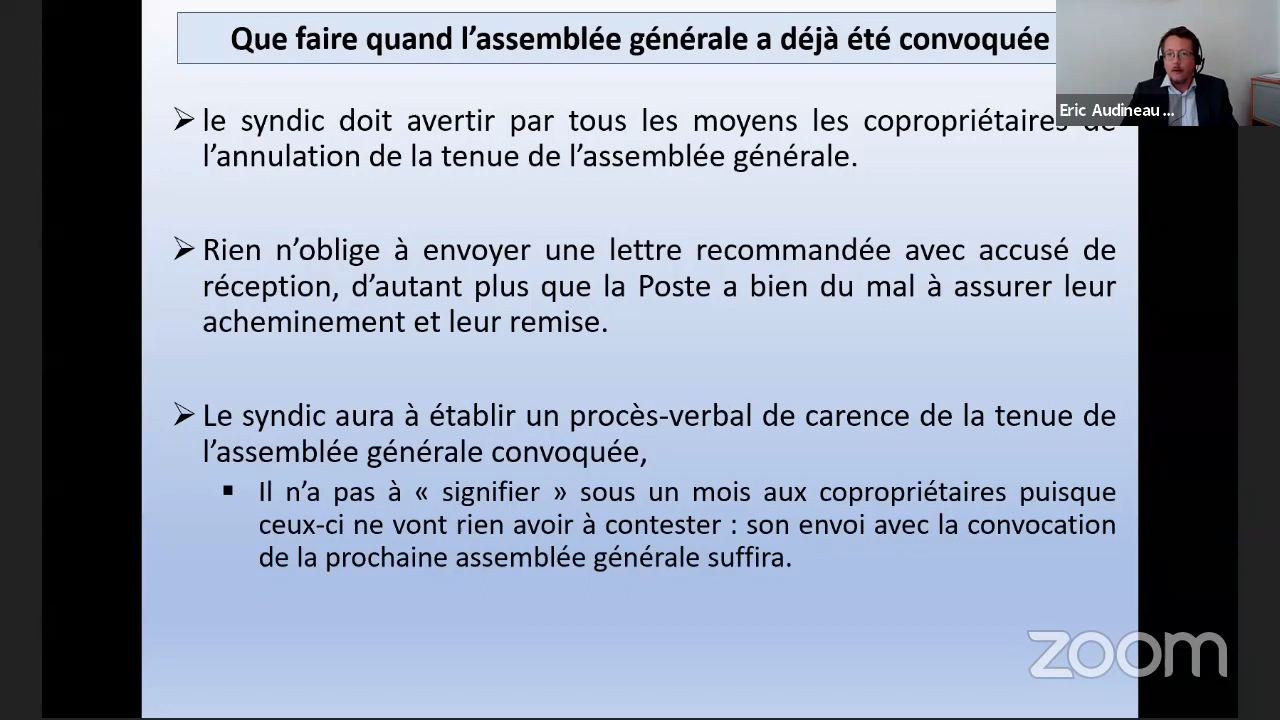 Que faire quand l’assemblée générale a déjà été convoquée
Eric Audineau ...
➢ le syndic doit avertir par tous les moyens les copropriétaires de
l’annulation de la tenue de l’assemblée générale.
➢ Rien n’oblige à envoyer une lettre recommandée avec accusé de
réception, d’autant plus que la Poste a bien du mal à assurer leur
acheminement et leur remise.
➢ Le syndic aura à établir un procès-verbal de carence de la tenue de
l’assemblée générale convoquée,
▪ Il n’a pas à « signifier » sous un mois aux copropriétaires puisque
ceux-ci ne vont rien avoir à contester : son envoi avec la convocation
de la prochaine assemblée générale suffira.
zoom